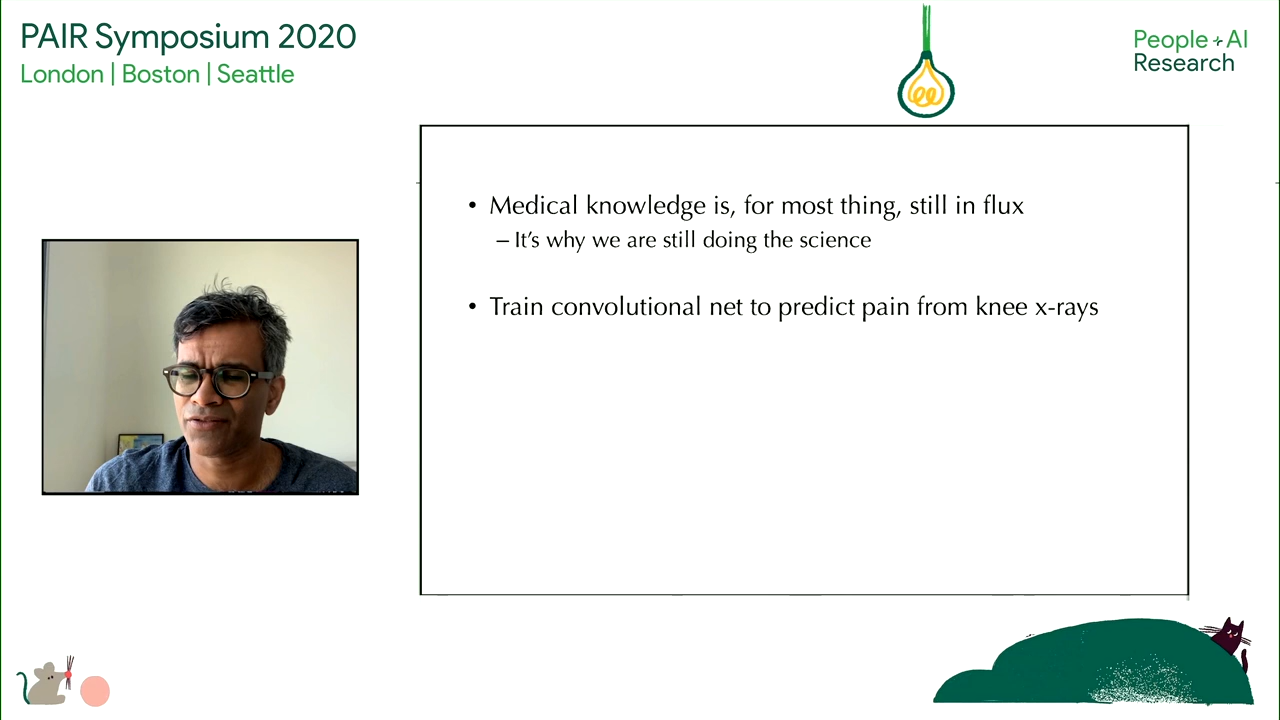 PAIR Symposium 2020
London | Boston | Seattle
People + AI
Research
• Medical knowledge is, for most thing, still in flux
– It's why we are still doing the science
• Train convolutional net to predict pain from knee x-rays